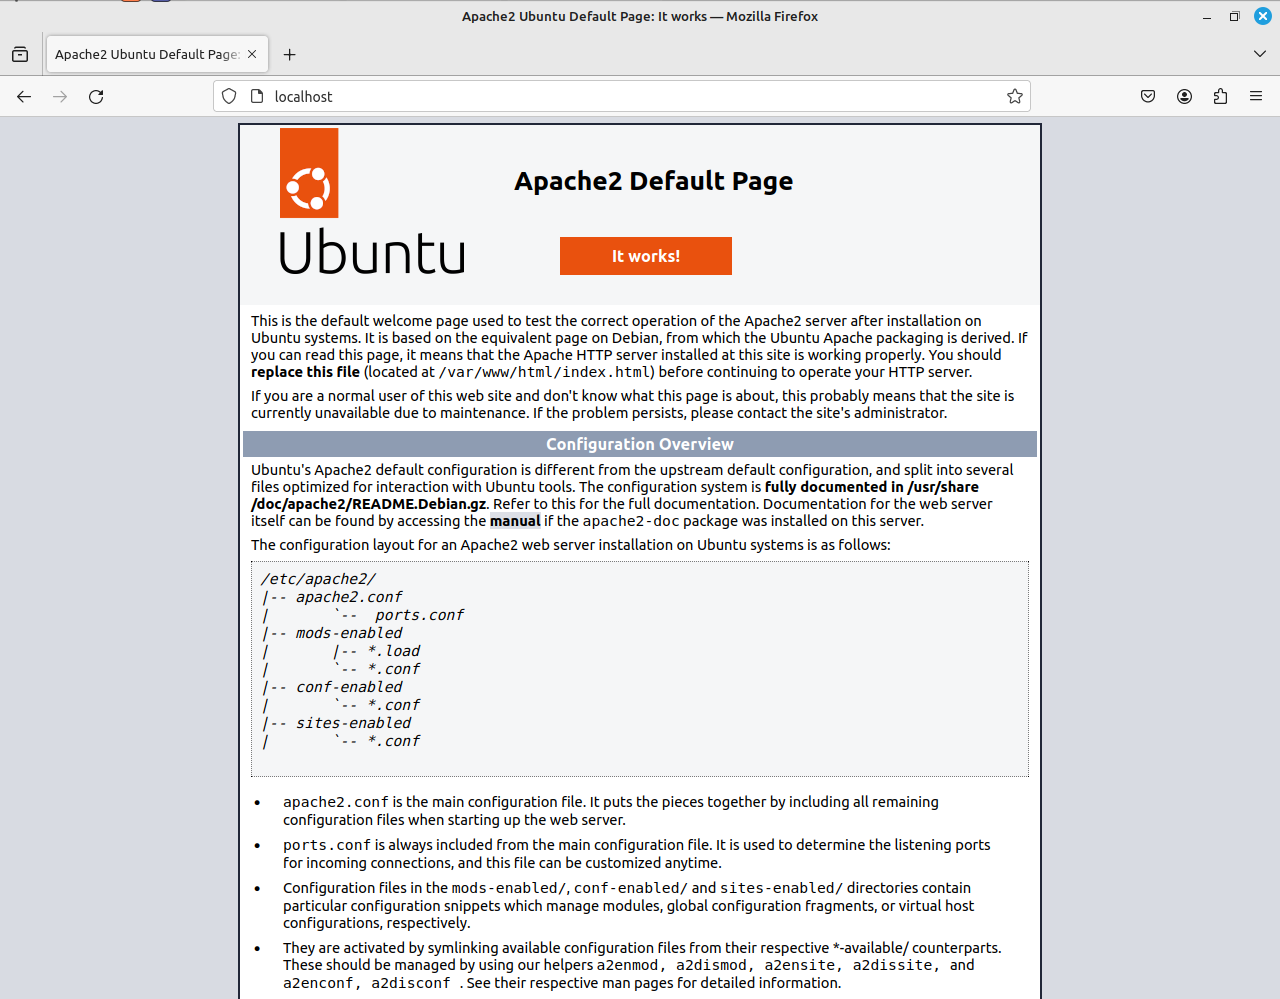 Apache2 Ubuntu Default Page: It works — Mozilla Firefox
Apache2 Ubuntu Default Page:
localhost
Apache2 Default Page
Ubuntu
It works!
This is the default welcome page used to test the correct operation of the Apache2 server after installation on
Ubuntu systems. It is based on the equivalent page on Debian, from which the Ubuntu Apache packaging is derived. If
you can read this page, it means that the Apache HTTP server installed at this site is working properly. You should
replace this file (located at /var/www/html/index.html) before continuing to operate your HTTP server.
If you are a normal user of this web site and don't know what this page is about, this probably means that the site is
currently unavailable due to maintenance. If the problem persists, please contact the site's administrator.
Configuration Overview
Ubuntu's Apache2 default configuration is different from the upstream default configuration, and split into several
files optimized for interaction with Ubuntu tools. The configuration system is fully documented in /usr/share
/doc/apache2/README.Debian.gz. Refer to this for the full documentation. Documentation for the web server
itself can be found by accessing the manual if the apache2-doc package was installed on this server.
The configuration layout for an Apache2 web server installation on Ubuntu systems is as follows:
/etc/apache2/
|-- apache2.conf
|       `--  ports.conf
|-- mods-enabled
|       |-- *.load
|       `-- *.conf
|-- conf-enabled
|       `-- *.conf
|-- sites-enabled
|       `-- *.conf
• apache2.conf is the main configuration file. It puts the pieces together by including all remaining
configuration files when starting up the web server.
• ports.conf is always included from the main configuration file. It is used to determine the listening ports
for incoming connections, and this file can be customized anytime.
• Configuration files in the mods-enabled/, conf-enabled/ and sites-enabled/ directories contain
particular configuration snippets which manage modules, global configuration fragments, or virtual host
configurations, respectively.
• They are activated by symlinking available configuration files from their respective *-available/ counterparts.
These should be managed by using our helpers a2enmod, a2dismod, a2ensite, a2dissite, and
a2enconf, a2disconf . See their respective man pages for detailed information.